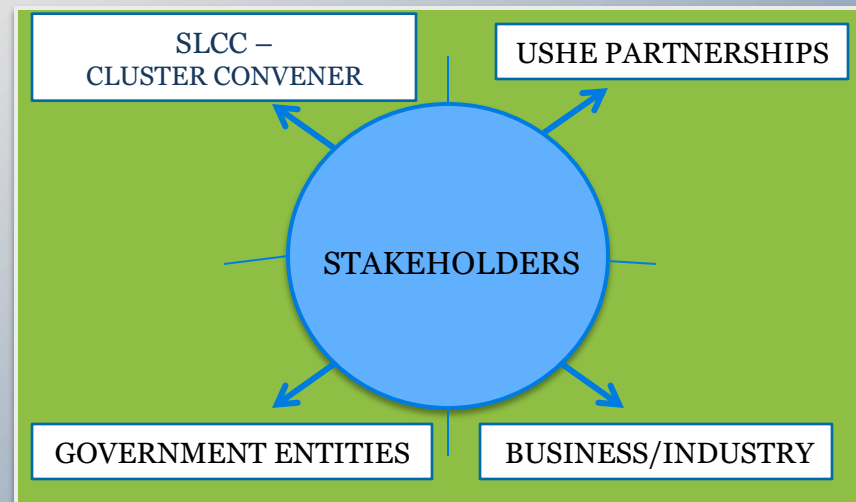 SLCC –
CLUSTER CONVENER
USHE PARTNERSHIPS
STAKEHOLDERS
GOVERNMENT ENTITIES
BUSINESS/INDUSTRY